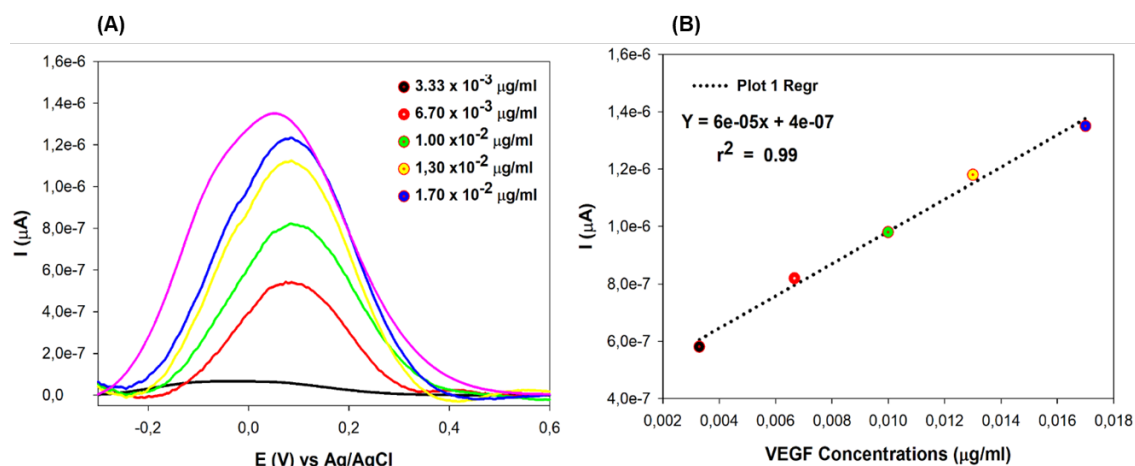 (A)
1,6e-6
1,4e-6
1,2e-6
1,0e-6
8,0e-7
6,0e-7
4,0e-7
2,0e-7
0,0
I (μA)
3.33 x 10⁻³ μg/ml
6.70 x 10⁻³ μg/ml
1.00 x 10⁻² μg/ml
1,30 x10⁻² μg/ml
1.70 x 10⁻² μg/ml
-0,2 0,0 0,2 0,4 0,6
E (V) vs Ag/AgCl
(B)
1,6e-6
1,4e-6
1,2e-6
1,0e-6
8,0e-7
6,0e-7
4,0e-7
I (μA)
Plot 1 Regr
Y = 6e-05x + 4e-07
r² = 0.99
0,002 0,004 0,006 0,008 0,010 0,012 0,014 0,016 0,018
VEGF Concentrations (μg/ml)